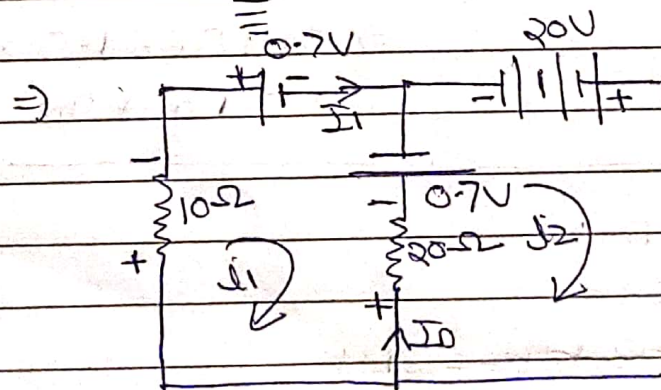 0.7V 20V
⇒) + - I1 - +
-
10Ω - 0.7V
+ i1 20Ω i2
+
ID